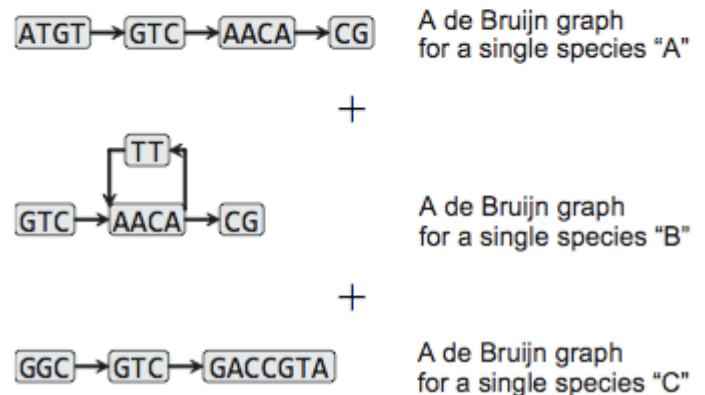 ATGT GTC AACA CG
A de Bruijn graph
for a single species “A”
+
TT
GTC AACA CG
A de Bruijn graph
for a single species “B”
+
GGC GTC GACCGTA
A de Bruijn graph
for a single species “C”